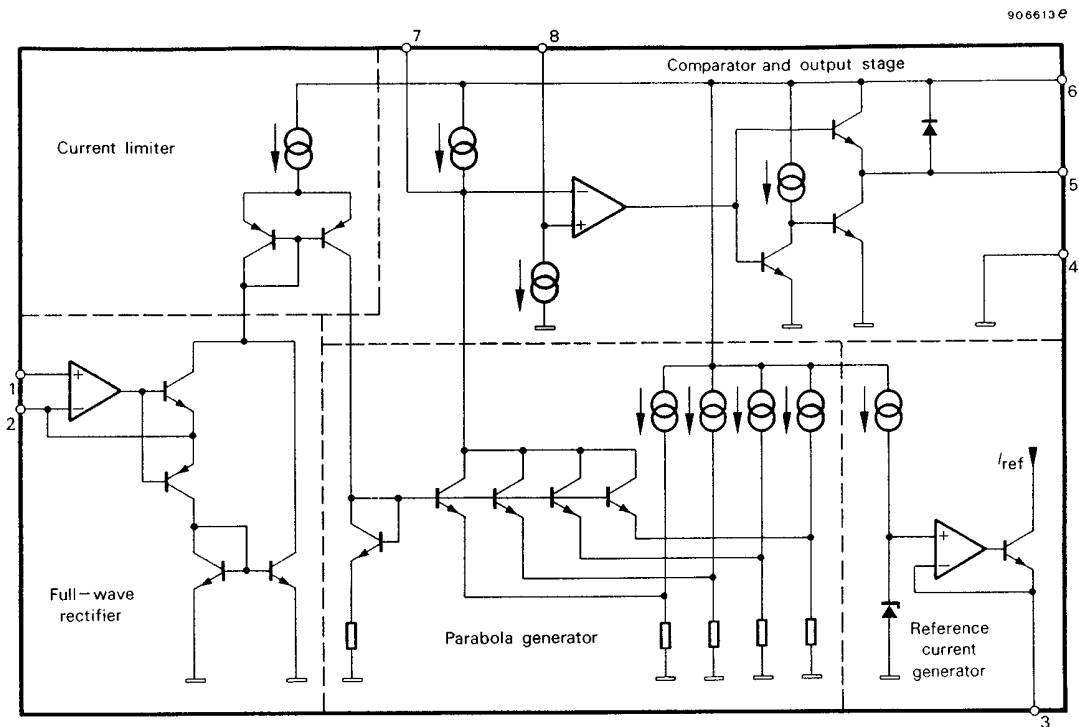 906613e
7
8
Comparator and output stage
6
Current limiter
5
4
1
2
+
−
−
+
Iref
+
−
Full-wave
rectifier
Parabola generator
Reference
current
generator
3